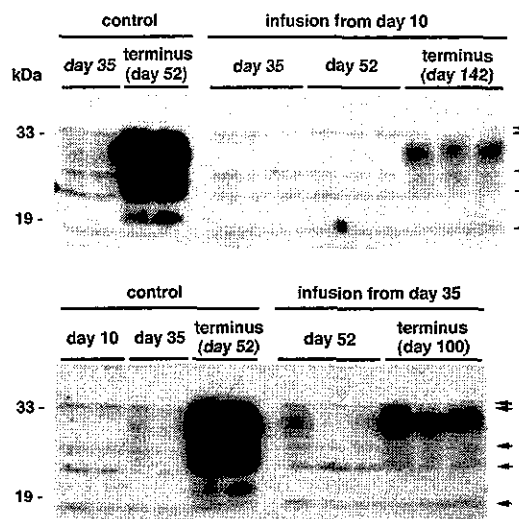 control infusion from day 10
kDa day 35 terminus (day 52) day 35 day 52 terminus (day 142)
33 -
19 -
control infusion from day 35
day 10 day 35 terminus (day 52) day 52 terminus (day 100)
33 -
19 -